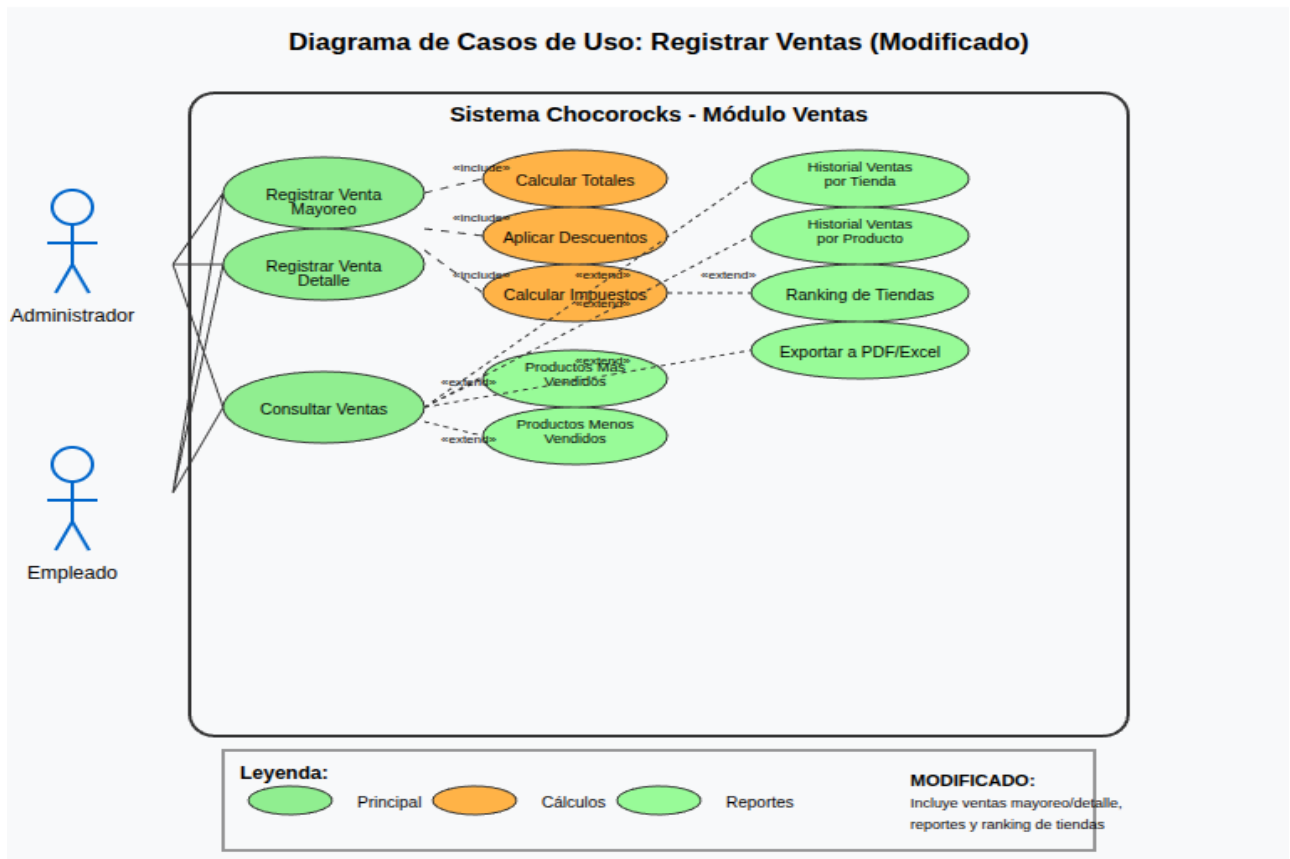 Diagrama de Casos de Uso: Registrar Ventas (Modificado)
Sistema Chocorocks - Módulo Ventas
Administrador
Empleado
Registrar Venta
Mayoreo
Registrar Venta
Detalle
Consultar Ventas
«include»
«include»
«include»
Calcular Totales
Aplicar Descuentos
Calcular Impuestos
«extend»
«extend»
«extend»
«extend»
Productos Más
Vendidos
«extend»
«extend»
Productos Menos
Vendidos
Historial Ventas
por Tienda
Historial Ventas
por Producto
Ranking de Tiendas
Exportar a PDF/Excel
Leyenda:
Principal
Cálculos
Reportes
MODIFICADO:
Incluye ventas mayoreo/detalle,
reportes y ranking de tiendas